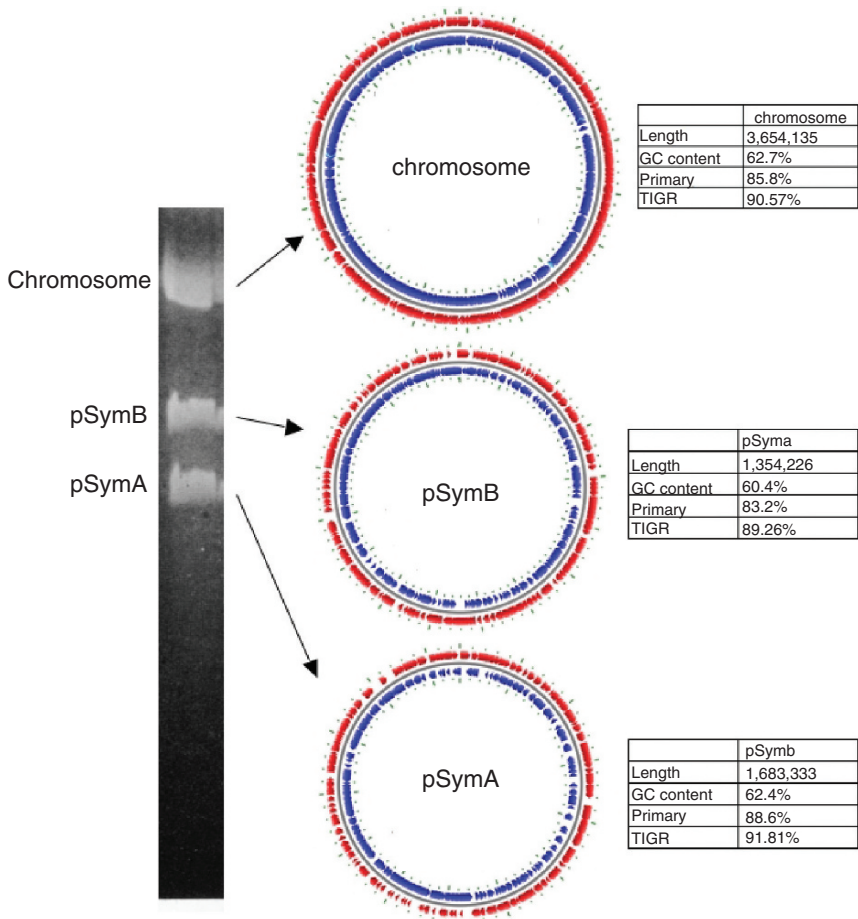 chromosome
chromosome
Length 3,654,135
GC content 62.7%
Primary 85.8%
TIGR 90.57%
Chromosome
pSymB
pSymA
pSymB
pSyma
Length 1,354,226
GC content 60.4%
Primary 83.2%
TIGR 89.26%
pSymA
pSymb
Length 1,683,333
GC content 62.4%
Primary 88.6%
TIGR 91.81%